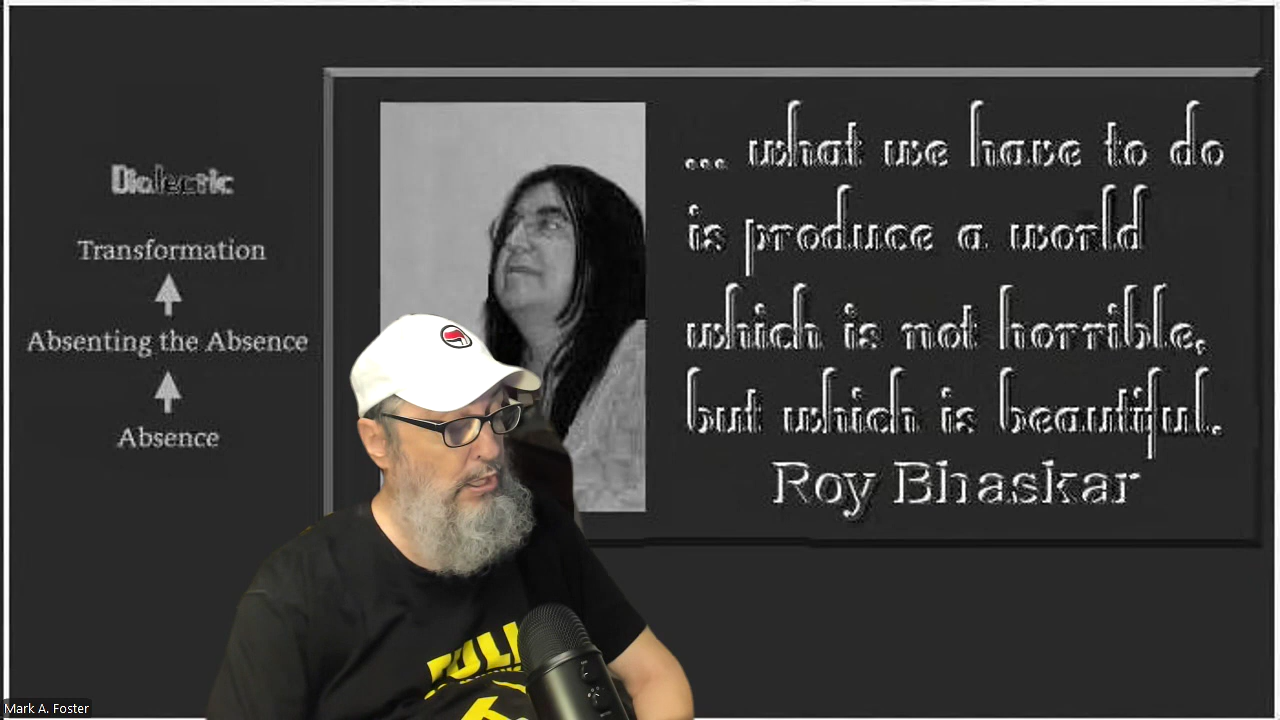 Dialectic
Transformation
Absenting the Absence
Absence
... what we have to do
is produce a world
which is not horrible,
but which is beautiful.
Roy Bhaskar
Mark A. Foster